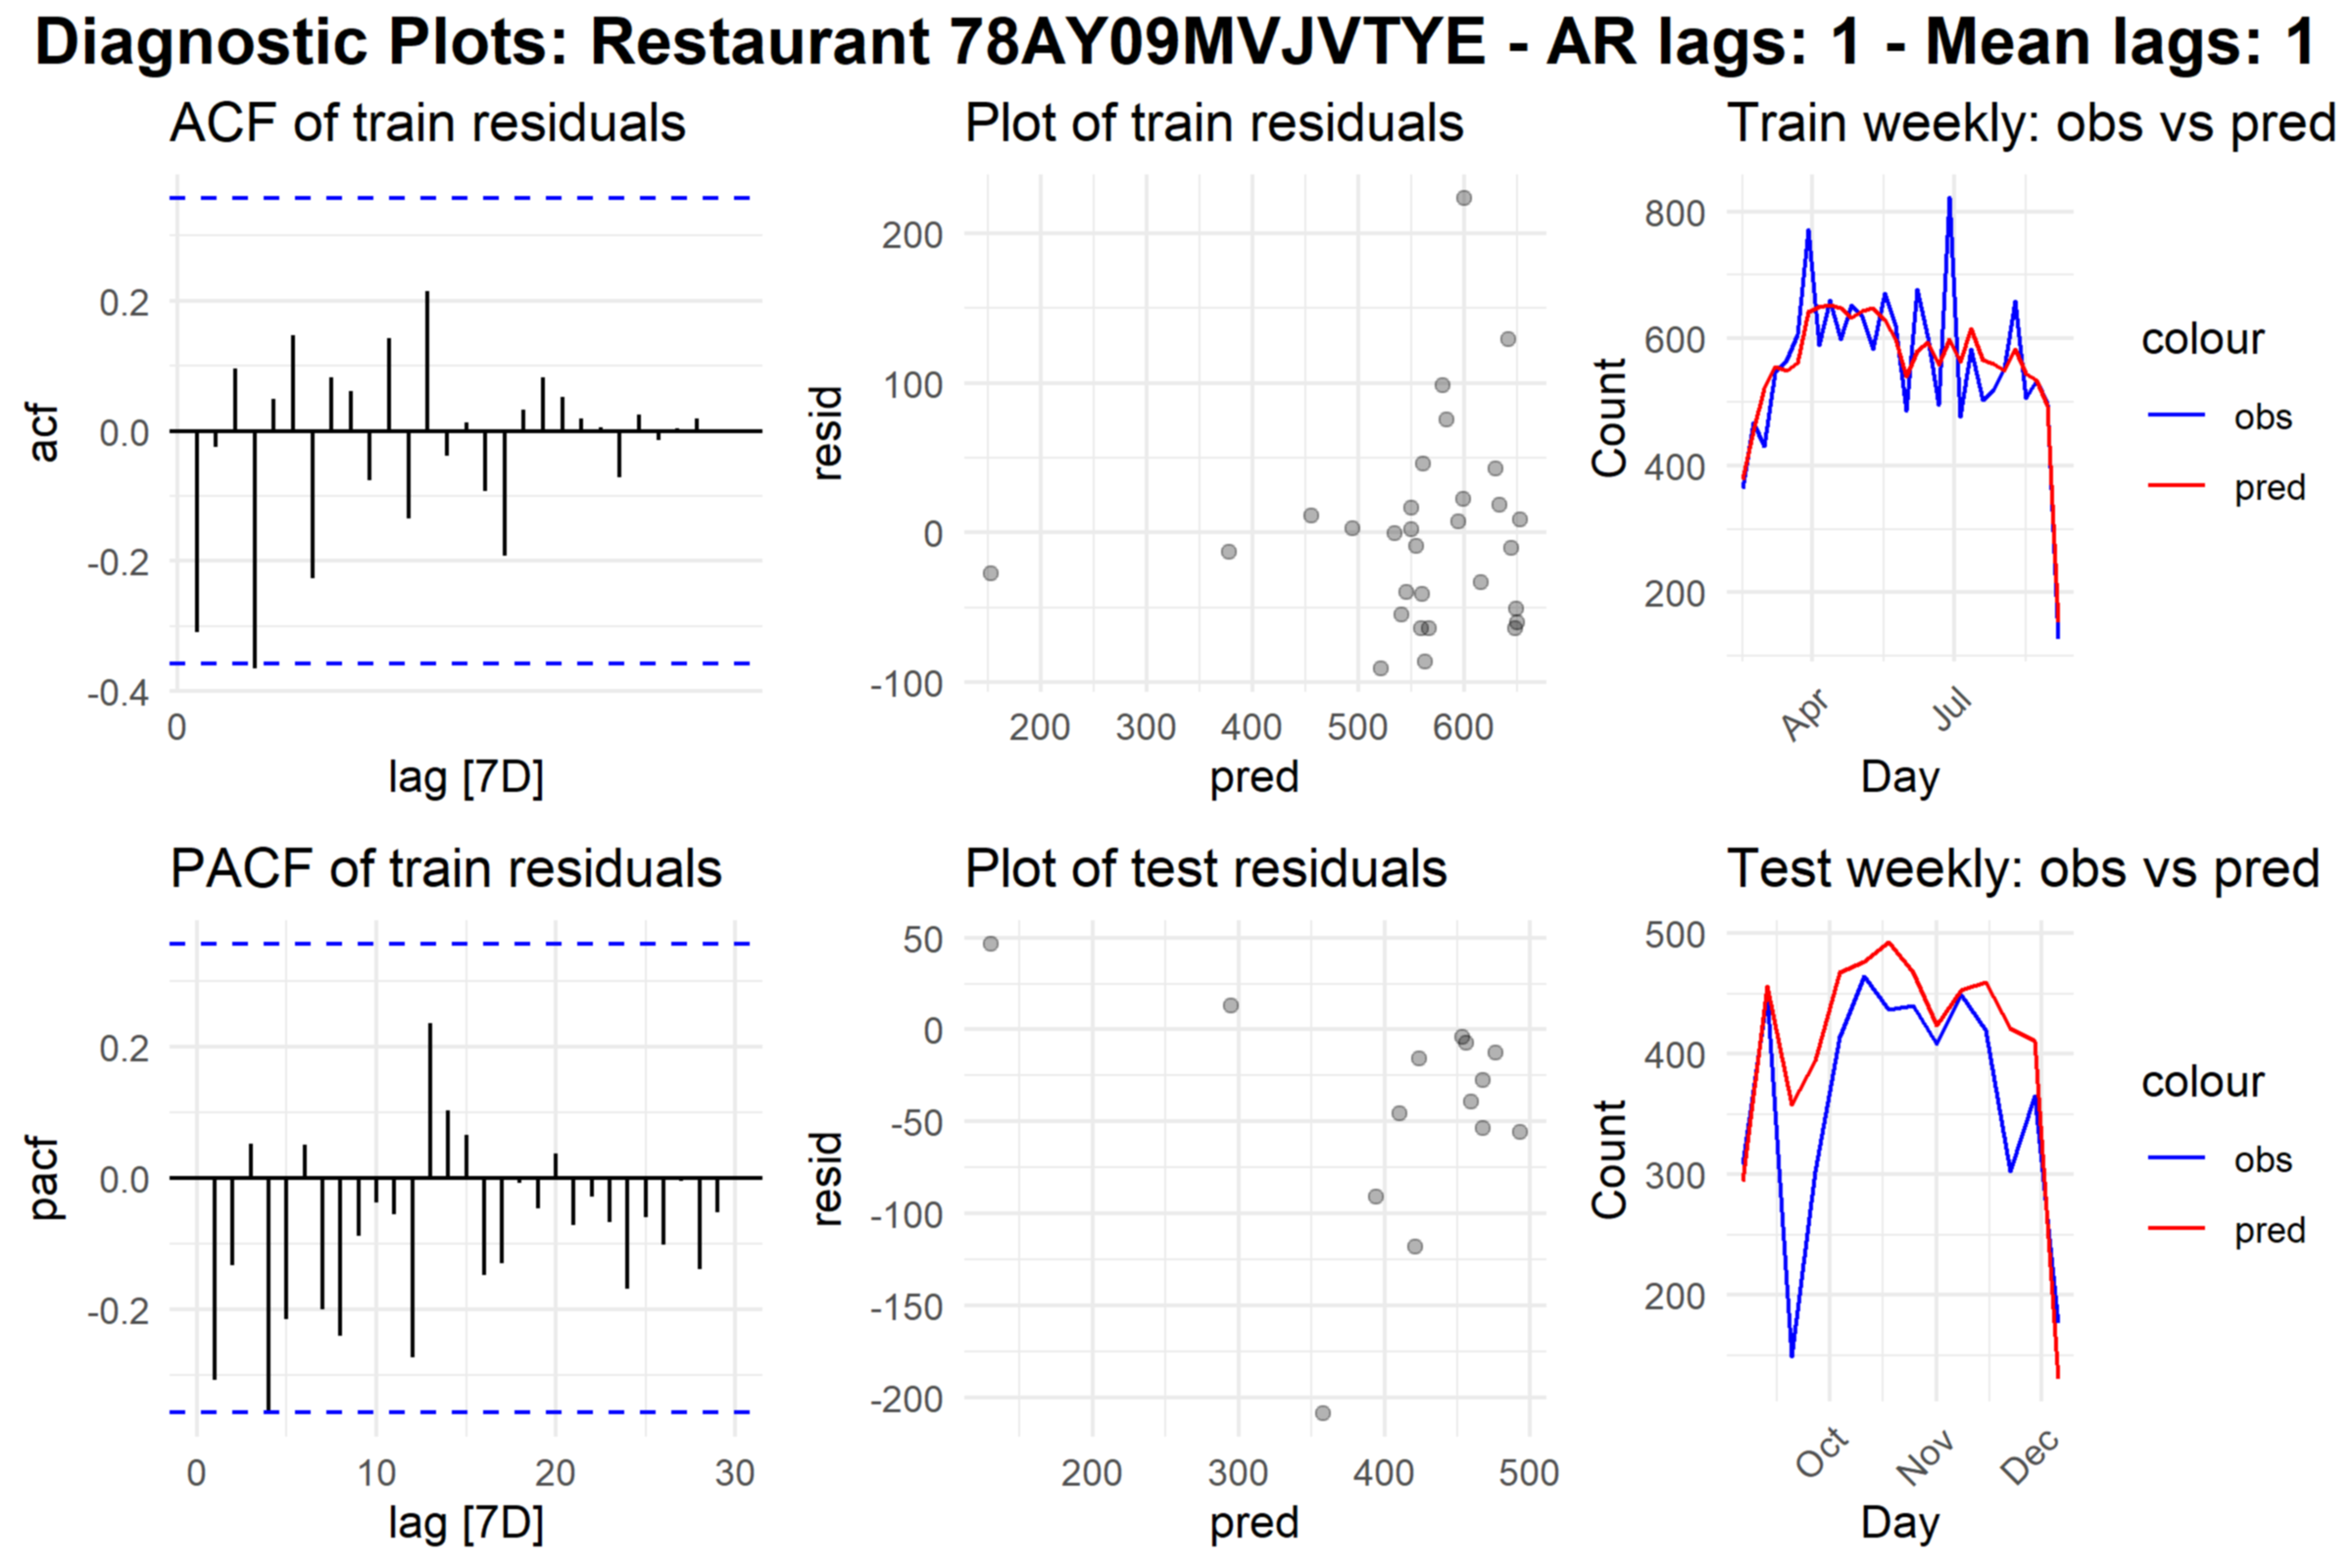 Diagnostic Plots: Restaurant 78AY09MVJVTYE - AR lags: 1 - Mean lags: 1
ACF of train residuals
acf
0.2
0.0
-0.2
-0.4
0
lag [7D]
Plot of train residuals
resid
200
100
0
-100
200 300 400 500 600
pred
Train weekly: obs vs pred
Count
800
600
400
200
Apr Jul
Day
colour
obs
pred
PACF of train residuals
pacf
0.2
0.0
-0.2
0 10 20 30
lag [7D]
Plot of test residuals
resid
50
0
-50
-100
-150
-200
200 300 400 500
pred
Test weekly: obs vs pred
Count
500
400
300
200
Oct Nov Dec
Day
colour
obs
pred